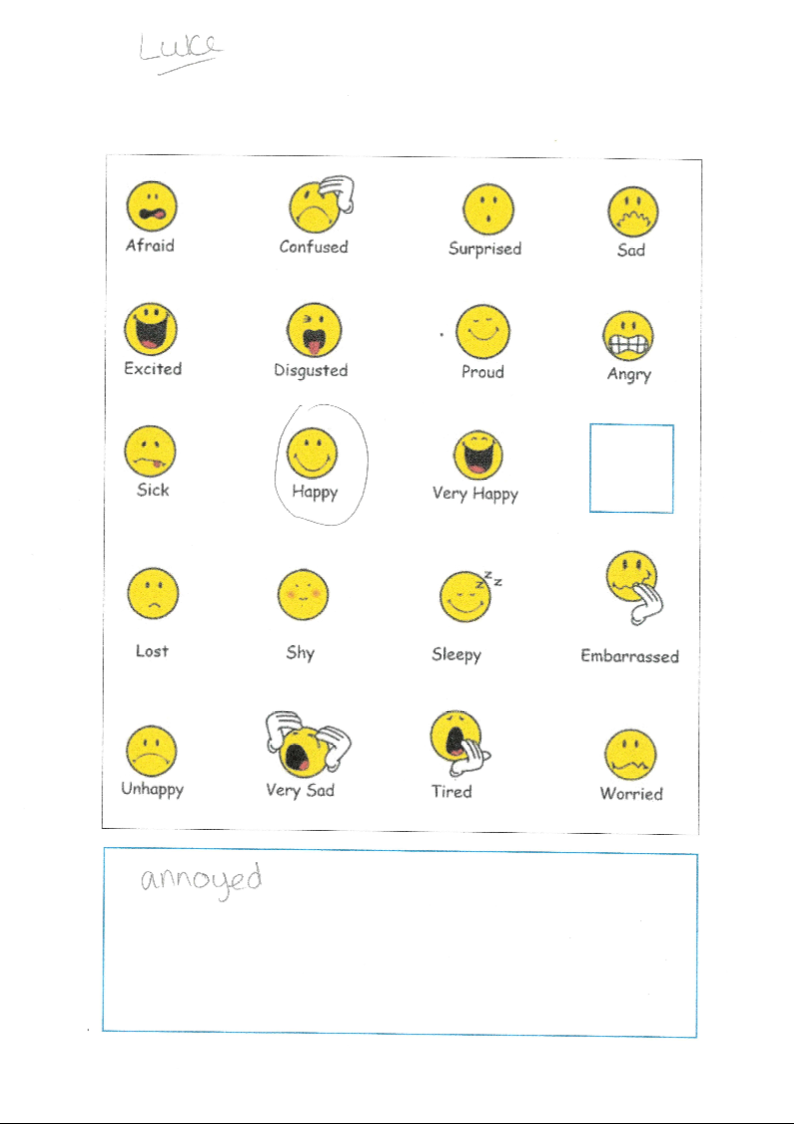 Luke
Afraid Confused Surprised Sad
Excited Disgusted Proud Angry
Sick Happy Very Happy
z z z
Lost Shy Sleepy Embarrassed
Unhappy Very Sad Tired Worried
annoyed